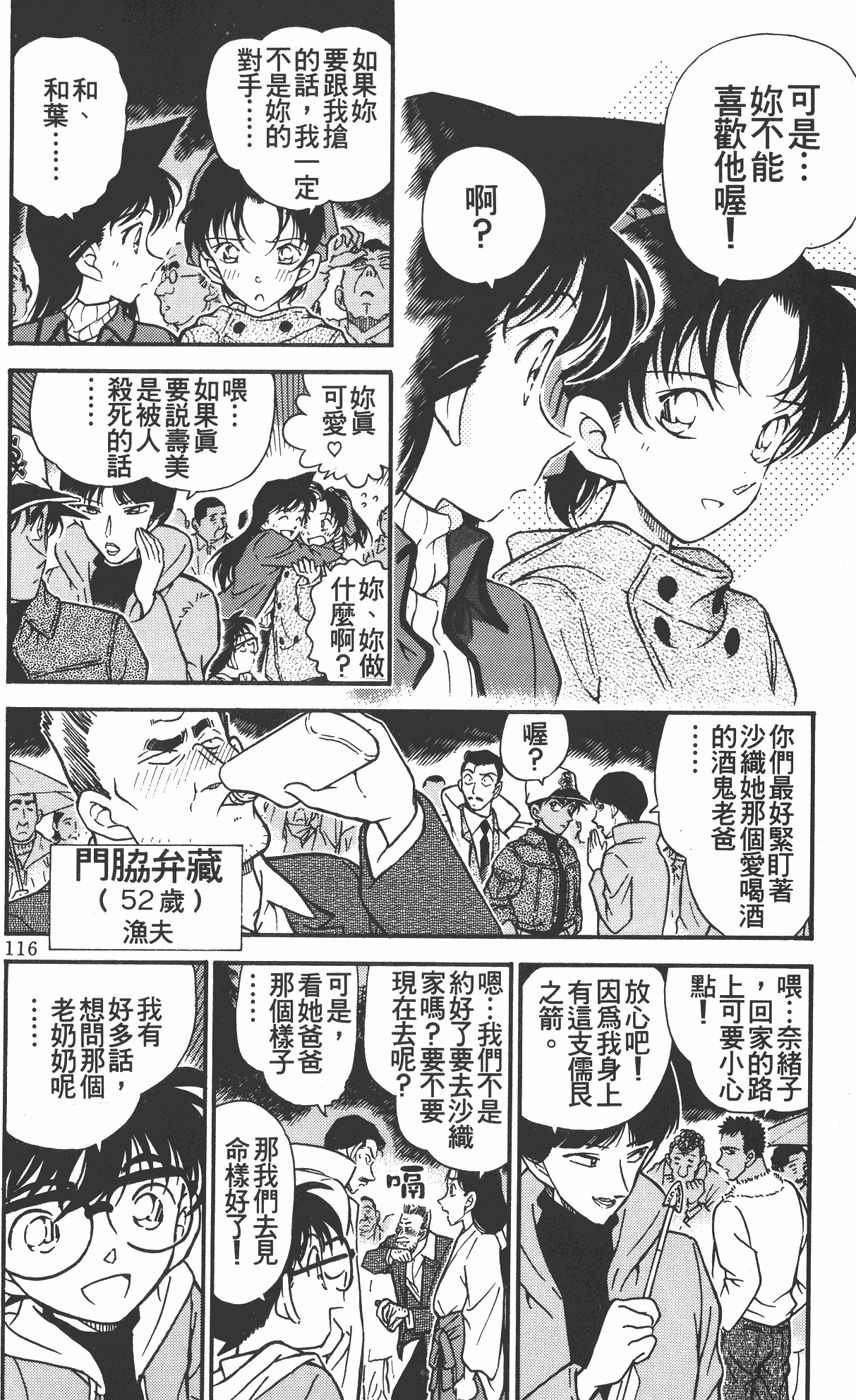 可是…
妳不能
喜歡他喔！
啊？
如果妳
要跟我搶
的話，我一定
不是妳的
對手……
和、
和葉……
妳真
可愛♡
喂…
如果真
要說壽美
是被人
殺死的話
……
妳、妳做
什麼啊？
你們最好緊盯著
沙織她那個愛喝酒
的酒鬼老爸
……
喔？
門脇弁藏
(52歲)
漁夫
116
喂…奈緒子
，回家的路
上可要小心
點！
放心吧！
因為我身上
有這支儒艮
之箭。
嗯…我們不是
約好了要去沙織
家嗎？要不要
現在去呢？
可是，
看她爸爸
那個樣子
……
嗝
那我們去見
命樣好了！
我有
好多話，
想問那個
老奶奶呢
……